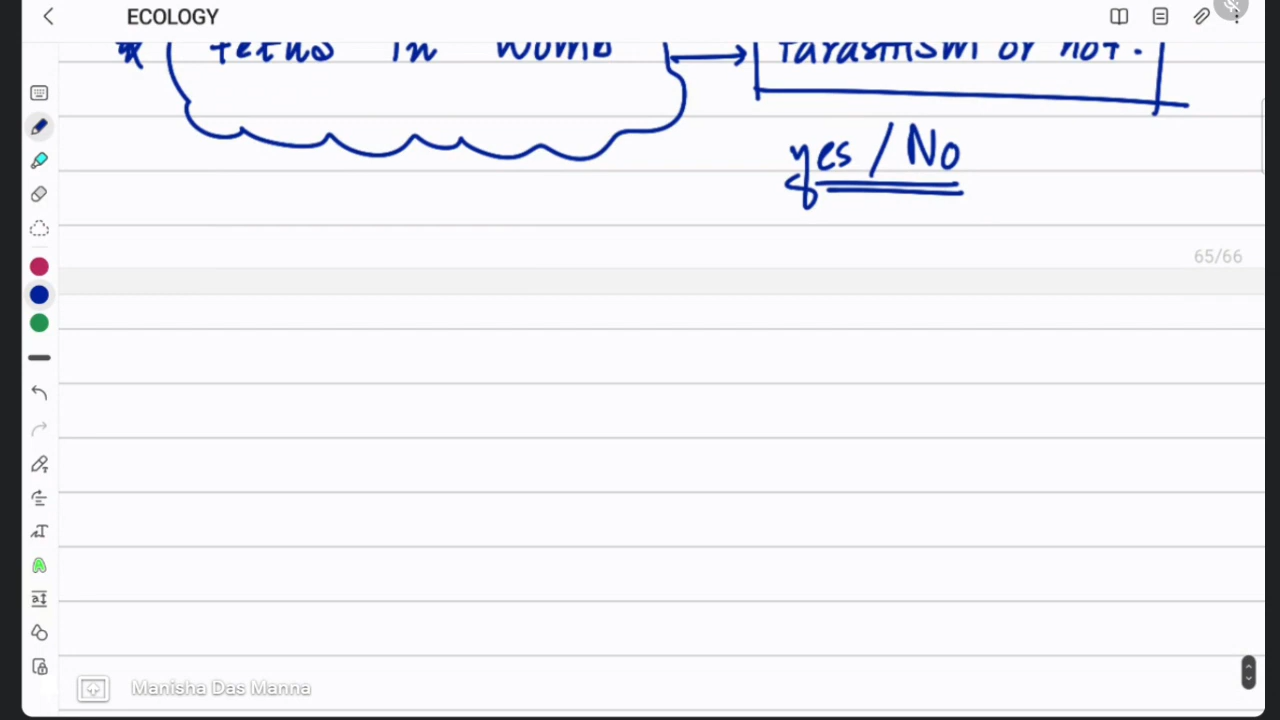 ECOLOGY
* fetus in womb → Parasitism or not.
yes / No
65/66
Manisha Das Manna